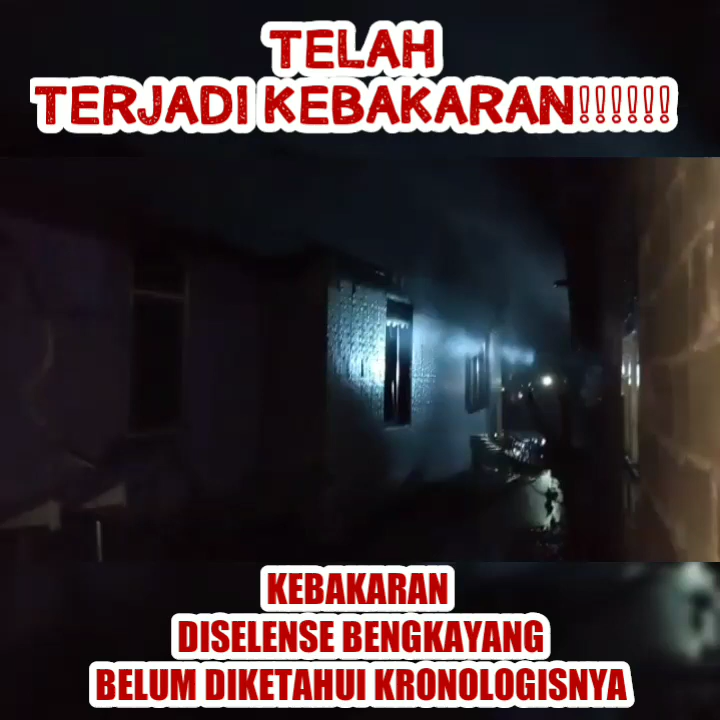 TELAH
TERJADI KEBAKARAN!!!!!!
KEBAKARAN
DISELENSE BENGKAYANG
BELUM DIKETAHUI KRONOLOGISNYA